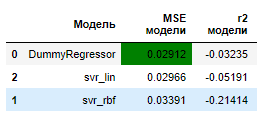 Модель MSE модели r2 модели
0 DummyRegressor 0.02912 -0.03235
2 svr_lin 0.02966 -0.05191
1 svr_rbf 0.03391 -0.21414